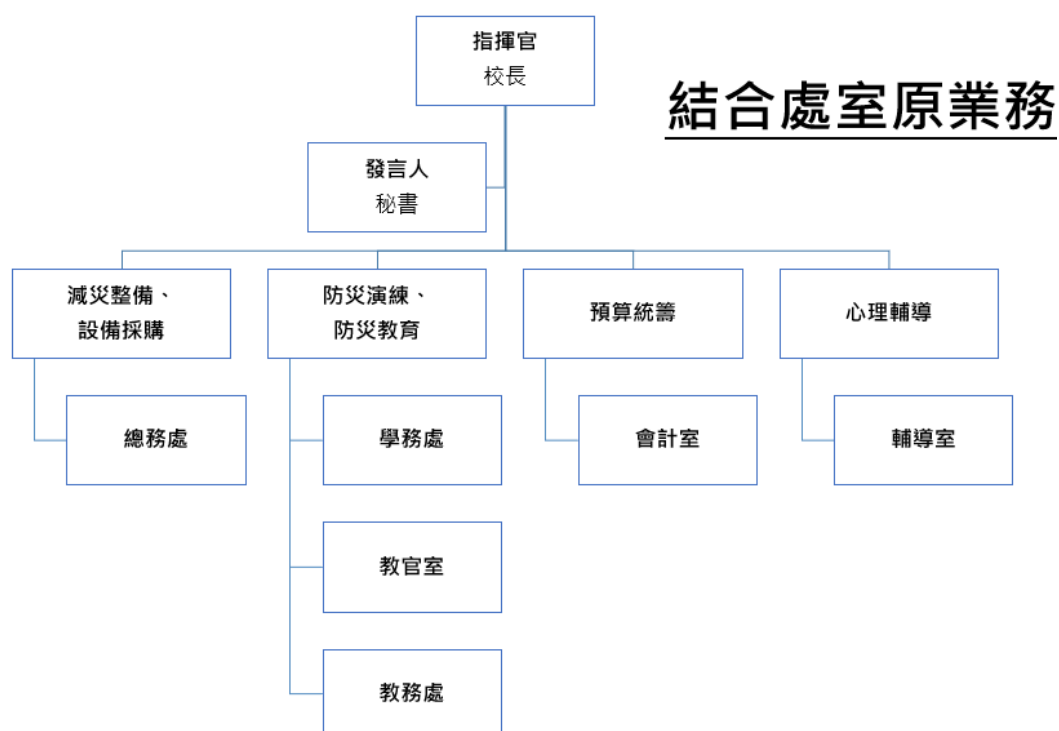 指揮官
校長
結合處室原業務
發言人
秘書
減災整備、
設備採購
防災演練、
防災教育
預算統籌
心理輔導
總務處
學務處
會計室
輔導室
教官室
教務處